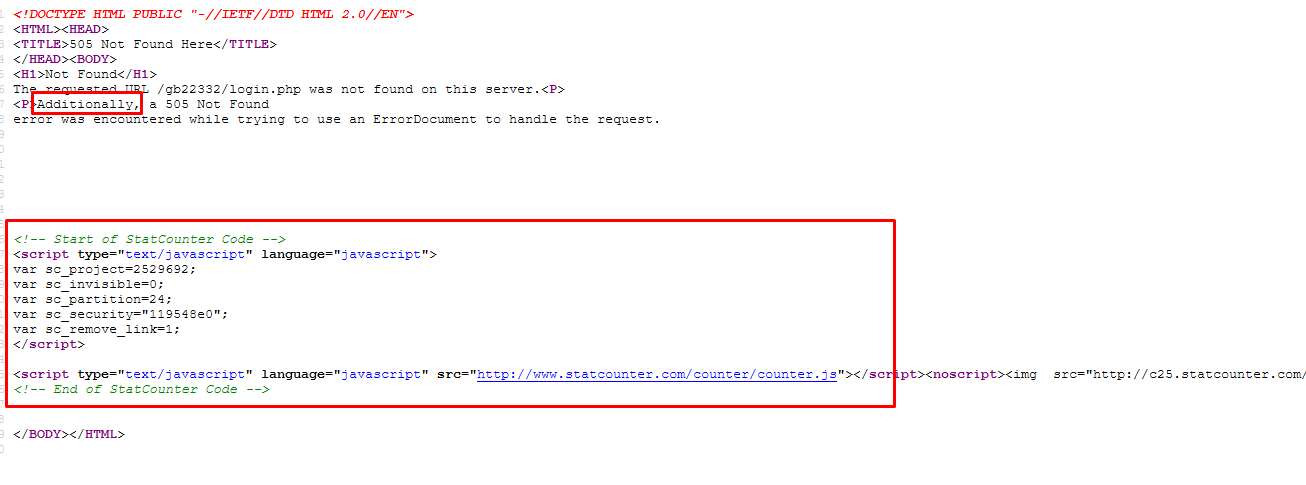 <!DOCTYPE HTML PUBLIC "-//IETF//DTD HTML 2.0//EN">
<HTML><HEAD>
<TITLE>505 Not Found Here</TITLE>
</HEAD><BODY>
<H1>Not Found</H1>
The requested URL /gb22332/login.php was not found on this server.<P>
<P>Additionally, a 505 Not Found
error was encountered while trying to use an ErrorDocument to handle the request.
<!-- Start of StatCounter Code -->
<script type="text/javascript" language="javascript">
var sc_project=2529692;
var sc_invisible=0;
var sc_partition=24;
var sc_security="119548e0";
var sc_remove_link=1;
</script>
<script type="text/javascript" language="javascript" src="http://www.statcounter.com/counter/counter.js"></script><noscript><img  src="http://c25.statcounter.com/
<!-- End of StatCounter Code -->
</BODY></HTML>